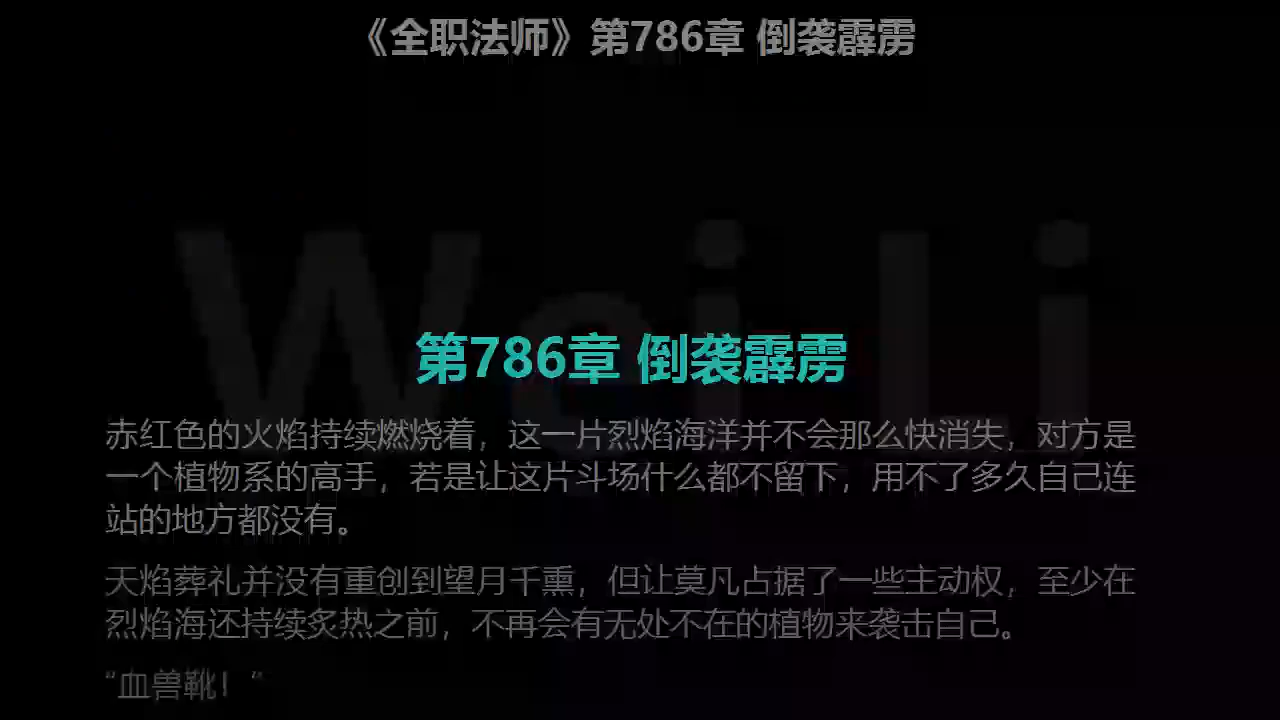 《全职法师》第786章 倒袭霹雳
Wei Li
第786章 倒袭霹雳
赤红色的火焰持续燃烧着，这一片烈焰海洋并不会那么快消失，对方是
一个植物系的高手，若是让这片斗场什么都不留下，用不了多久自己连
站的地方都没有。
天焰葬礼并没有重创到望月千熏，但让莫凡占据了一些主动权，至少在
烈焰海还持续炙热之前，不再会有无处不在的植物来袭击自己。
“血兽靴！”